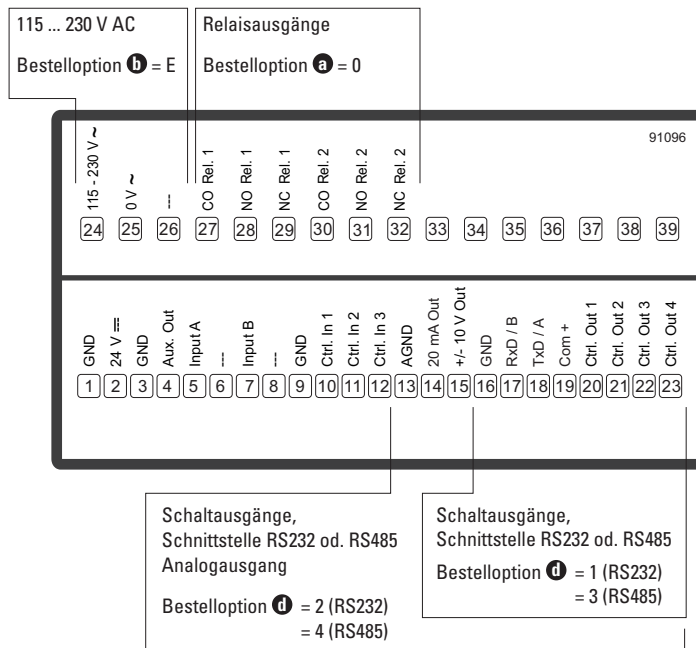 115 ... 230 V AC
Bestelloption b = E
Relaisausgänge
Bestelloption a = 0
91096
115 - 230 V ~
0 V ~
---
CO Rel. 1
NO Rel. 1
NC Rel. 1
CO Rel. 2
NO Rel. 2
NC Rel. 2
24 25 26 27 28 29 30 31 32 33 34 35 36 37 38 39
GND
24 V ⎓
GND
Aux. Out
Input A
---
Input B
---
GND
Ctrl. In 1
Ctrl. In 2
Ctrl. In 3
AGND
20 mA Out
+/- 10 V Out
GND
RxD / B
TxD / A
Com +
Ctrl. Out 1
Ctrl. Out 2
Ctrl. Out 3
Ctrl. Out 4
1 2 3 4 5 6 7 8 9 10 11 12 13 14 15 16 17 18 19 20 21 22 23
Schaltausgänge,
Schnittstelle RS232 od. RS485
Analogausgang
Bestelloption d = 2 (RS232)
= 4 (RS485)
Schaltausgänge,
Schnittstelle RS232 od. RS485
Bestelloption d = 1 (RS232)
= 3 (RS485)